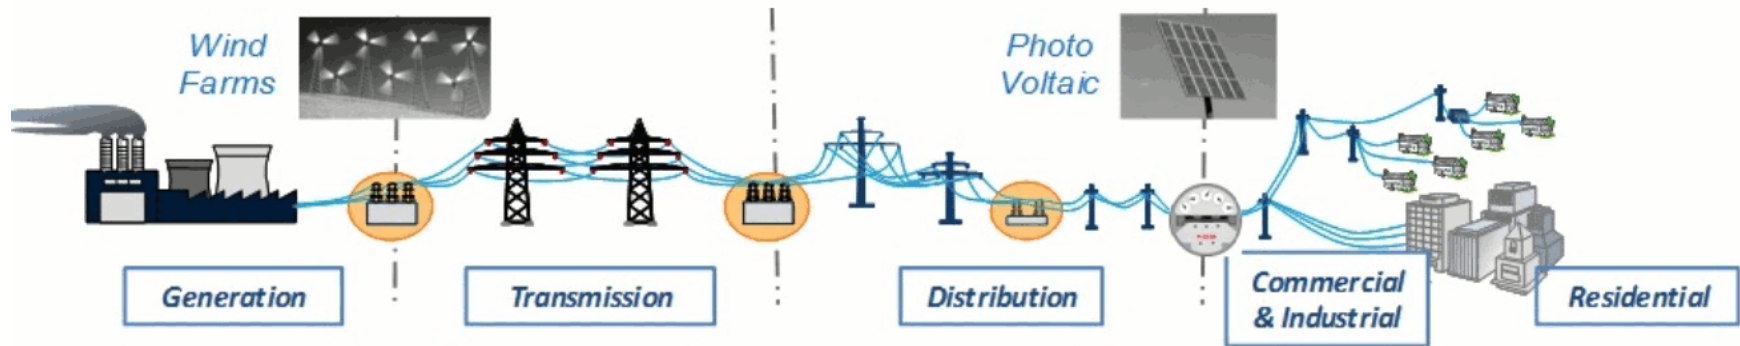 Wind
Farms
Photo
Voltaic
Generation
Transmission
Distribution
Commercial
& Industrial
Residential